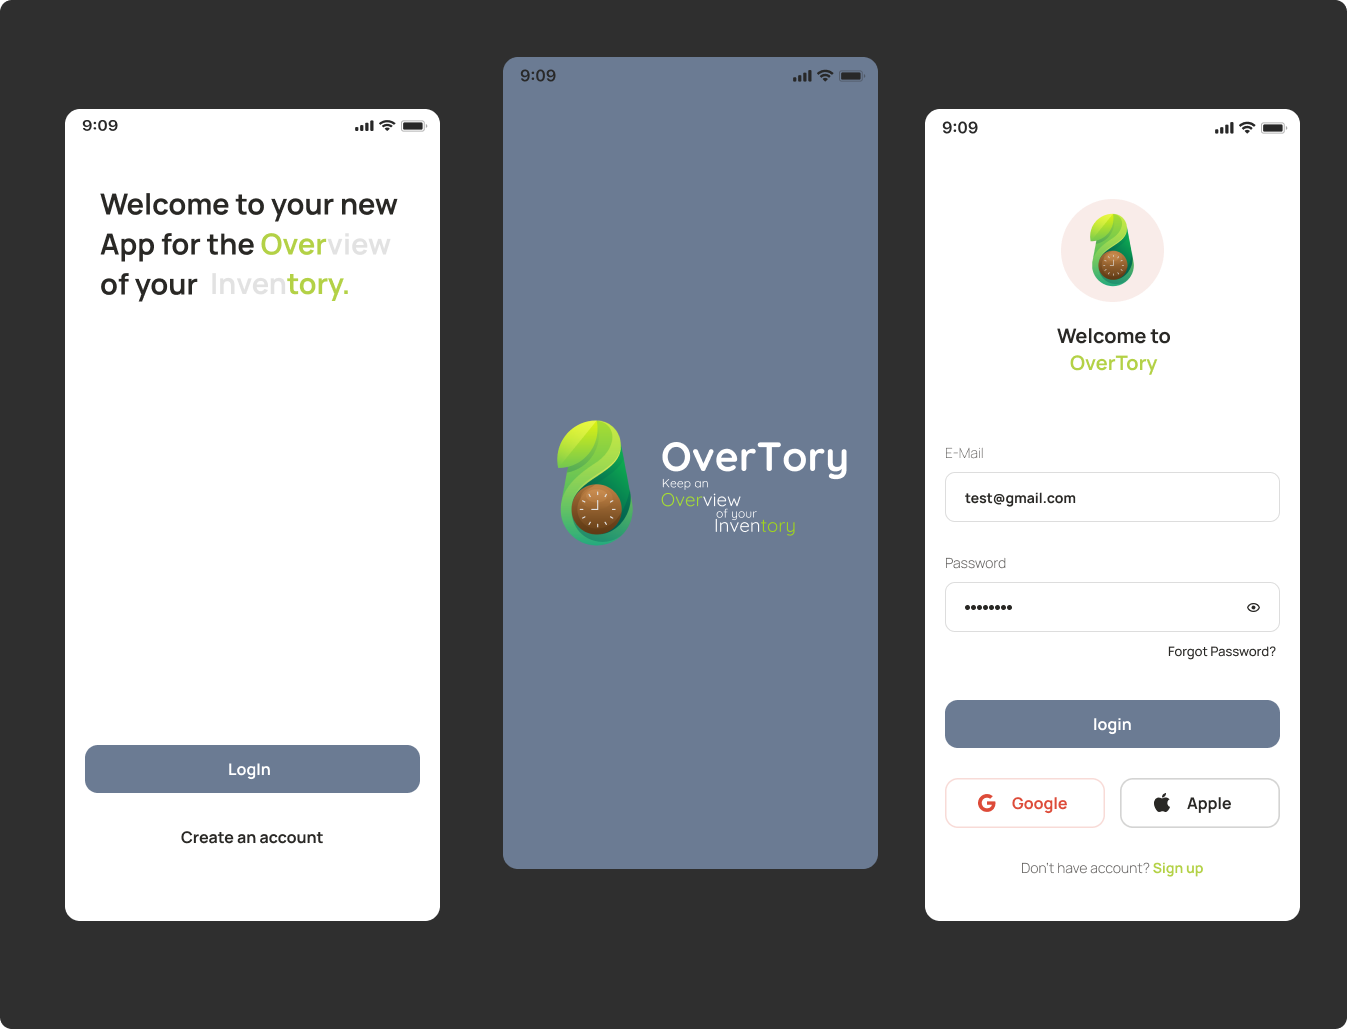 9:09
Welcome to your new
App for the Overview
of your Inventory.
LogIn
Create an account
9:09
OverTory
Keep an
Overview
of your
Inventory
9:09
Welcome to
OverTory
E-Mail
test@gmail.com
Password
••••••••
Forgot Password?
login
Google
Apple
Don't have account? Sign up